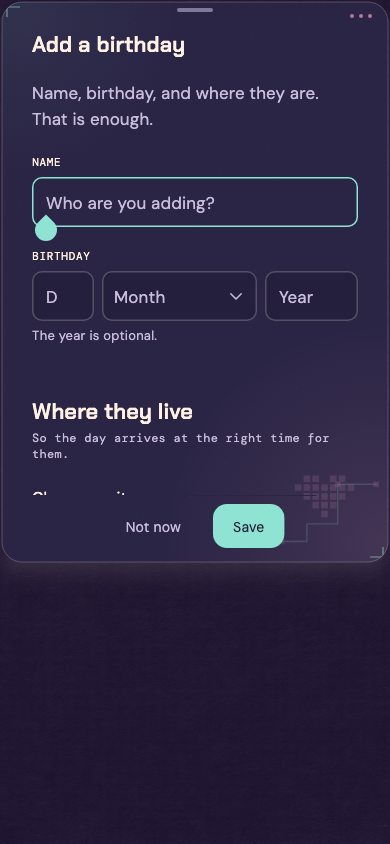 Add a birthday
Name, birthday, and where they are.
That is enough.
NAME
Who are you adding?
BIRTHDAY
D
Month
Year
The year is optional.
Where they live
So the day arrives at the right time for
them.
Not now
Save